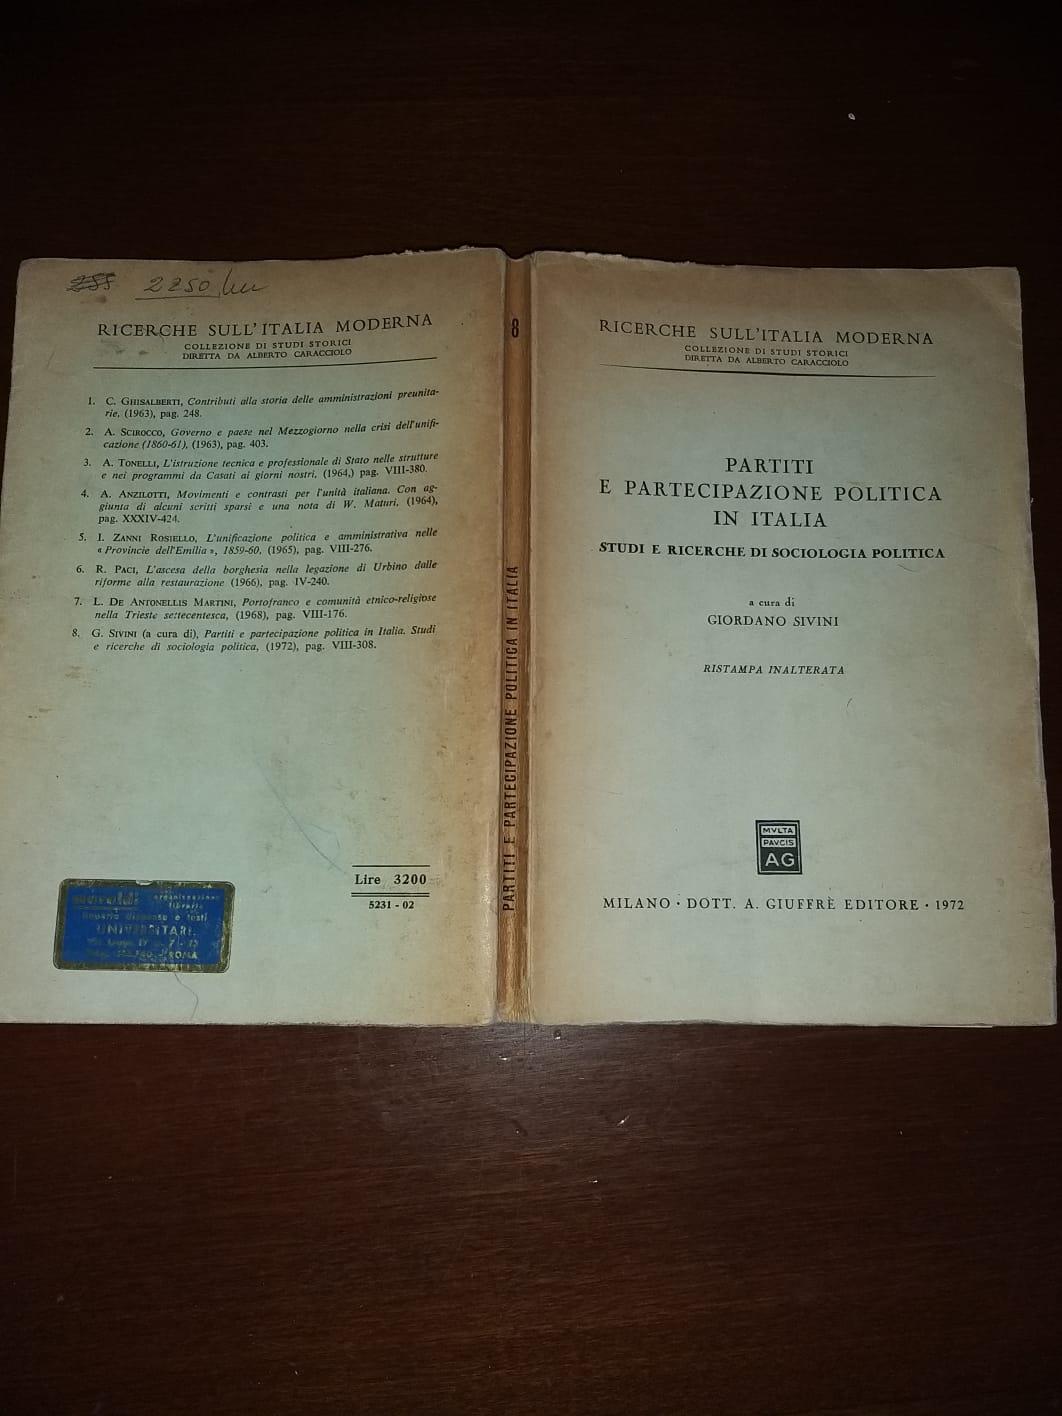 2250 lire
RICERCHE SULL'ITALIA MODERNA
COLLEZIONE DI STUDI STORICI
DIRETTA DA ALBERTO CARACCIOLO
1. C. GHISALBERTI, Contributi alla storia delle amministrazioni preunita-
rie, (1963), pag. 248.
2. A. SCIROCCO, Governo e paese nel Mezzogiorno nella crisi dell'unifi-
cazione (1860-61), (1963), pag. 403.
3. A. TONELLI, L'istruzione tecnica e professionale di Stato nelle strutture
e nei programmi da Casati ai giorni nostri, (1964,) pag. VIII-380.
4. A. ANZILOTTI, Movimenti e contrasti per l'unità italiana. Con ag-
giunta di alcuni scritti sparsi e una nota di W. Maturi, (1964),
pag. XXXIV-424.
5. I. ZANNI ROSIELLO, L'unificazione politica e amministrativa nelle
« Provincie dell'Emilia », 1859-60, (1965), pag. VIII-276.
6. R. PACI, L'ascesa della borghesia nella legazione di Urbino dalle
riforme alla restaurazione (1966), pag. IV-240.
7. L. DE ANTONELLIS MARTINI, Portofranco e comunità etnico-religiose
nella Trieste settecentesca, (1968), pag. VIII-176.
8. G. SIVINI (a cura di), Partiti e partecipazione politica in Italia. Studi
e ricerche di sociologia politica, (1972), pag. VIII-308.
Lire 3200
5231 - 02
organizzazione
libraria
Reparto dispense e testi
UNIVERSITARI
ROMA
8
PARTITI E PARTECIPAZIONE POLITICA IN ITALIA
RICERCHE SULL'ITALIA MODERNA
COLLEZIONE DI STUDI STORICI
DIRETTA DA ALBERTO CARACCIOLO
PARTITI
E PARTECIPAZIONE POLITICA
IN ITALIA
STUDI E RICERCHE DI SOCIOLOGIA POLITICA
a cura di
GIORDANO SIVINI
RISTAMPA INALTERATA
MVLTA
PAVCIS
AG
MILANO · DOTT. A. GIUFFRÈ EDITORE · 1972